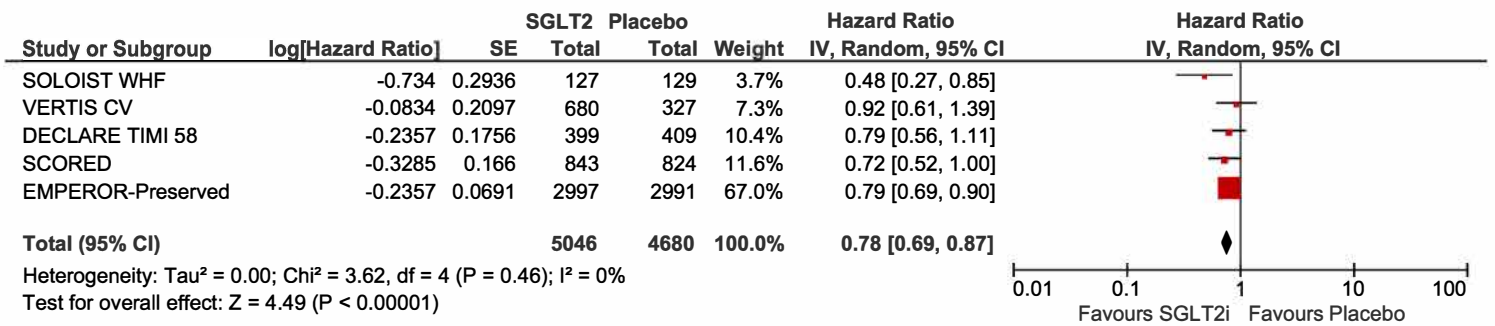 SGLT2 Placebo Hazard Ratio Hazard Ratio
Study or Subgroup log[Hazard Ratio] SE Total Total Weight IV, Random, 95% CI IV, Random, 95% CI
SOLOIST WHF -0.734 0.2936 127 129 3.7% 0.48 [0.27, 0.85]
VERTIS CV -0.0834 0.2097 680 327 7.3% 0.92 [0.61, 1.39]
DECLARE TIMI 58 -0.2357 0.1756 399 409 10.4% 0.79 [0.56, 1.11]
SCORED -0.3285 0.166 843 824 11.6% 0.72 [0.52, 1.00]
EMPEROR-Preserved -0.2357 0.0691 2997 2991 67.0% 0.79 [0.69, 0.90]
Total (95% CI) 5046 4680 100.0% 0.78 [0.69, 0.87]
Heterogeneity: Tau² = 0.00; Chi² = 3.62, df = 4 (P = 0.46); I² = 0%
Test for overall effect: Z = 4.49 (P < 0.00001)
0.01 0.1 1 10 100
Favours SGLT2i Favours Placebo